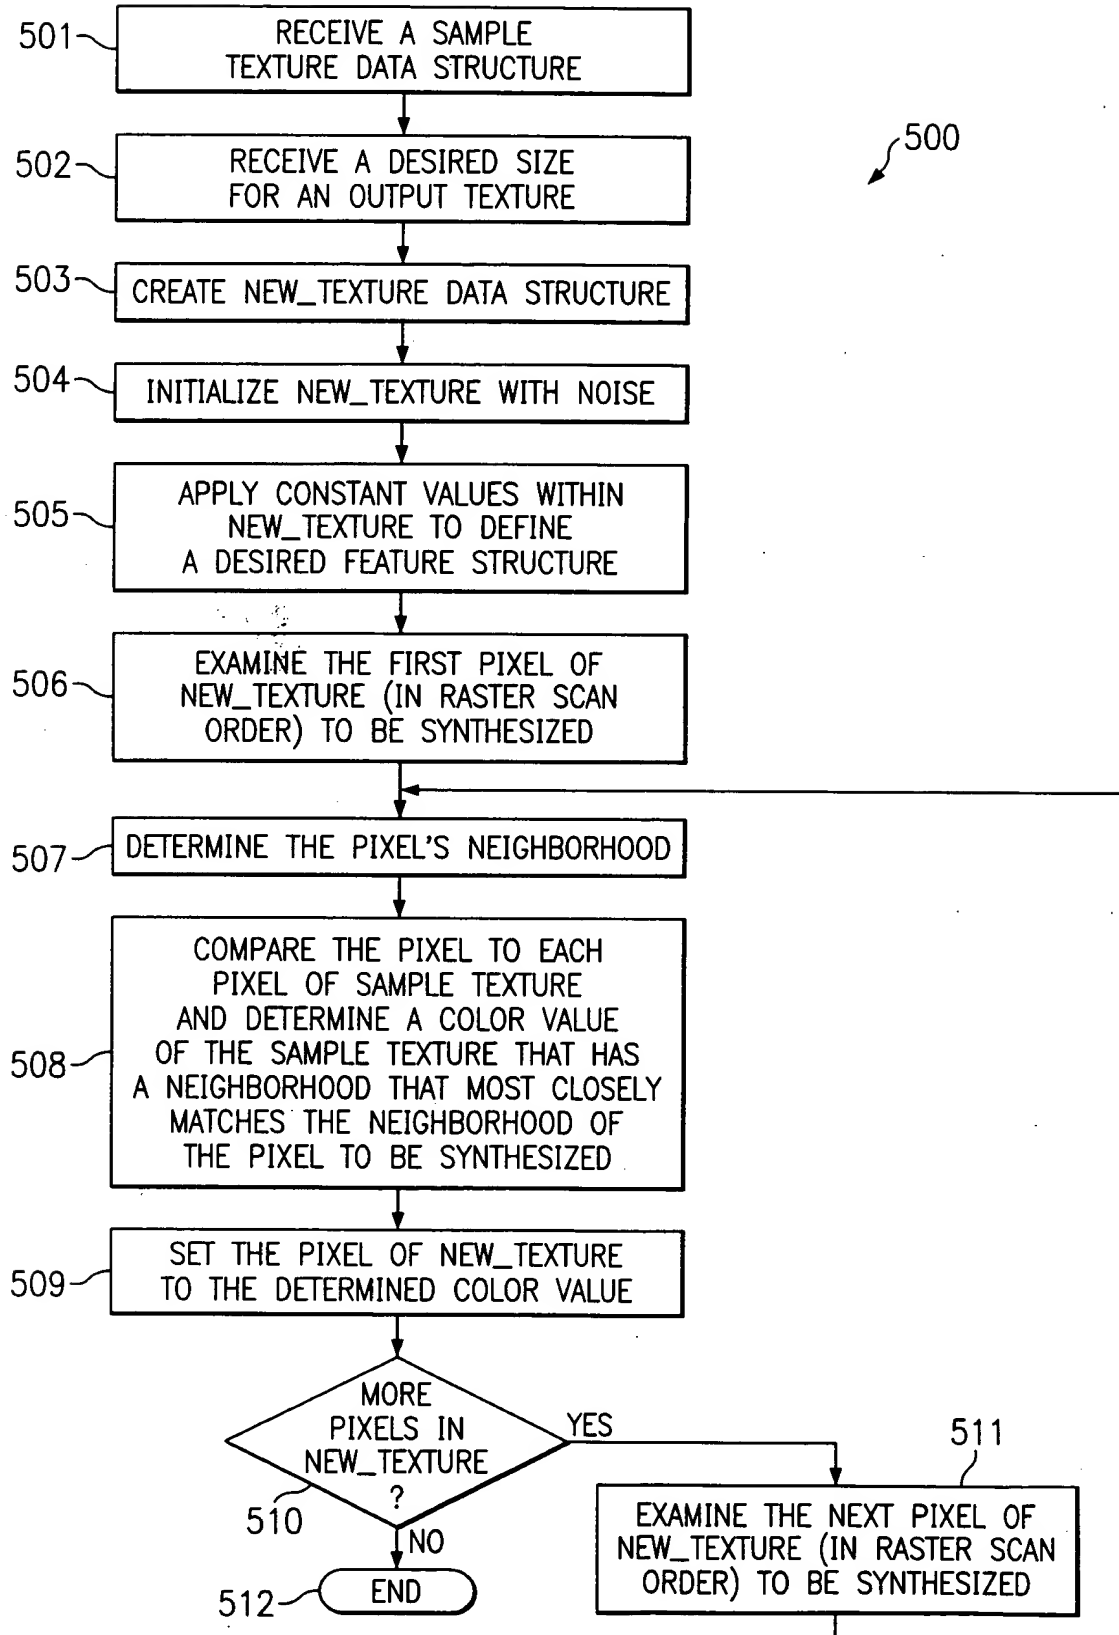 501
RECEIVE A SAMPLE
TEXTURE DATA STRUCTURE
500
502
RECEIVE A DESIRED SIZE
FOR AN OUTPUT TEXTURE
503
CREATE NEW_TEXTURE DATA STRUCTURE
504
INITIALIZE NEW_TEXTURE WITH NOISE
505
APPLY CONSTANT VALUES WITHIN
NEW_TEXTURE TO DEFINE
A DESIRED FEATURE STRUCTURE
506
EXAMINE THE FIRST PIXEL OF
NEW_TEXTURE (IN RASTER SCAN
ORDER) TO BE SYNTHESIZED
507
DETERMINE THE PIXEL'S NEIGHBORHOOD
508
COMPARE THE PIXEL TO EACH
PIXEL OF SAMPLE TEXTURE
AND DETERMINE A COLOR VALUE
OF THE SAMPLE TEXTURE THAT HAS
A NEIGHBORHOOD THAT MOST CLOSELY
MATCHES THE NEIGHBORHOOD OF
THE PIXEL TO BE SYNTHESIZED
509
SET THE PIXEL OF NEW_TEXTURE
TO THE DETERMINED COLOR VALUE
MORE
PIXELS IN
NEW_TEXTURE
?
510
YES
NO
511
EXAMINE THE NEXT PIXEL OF
NEW_TEXTURE (IN RASTER SCAN
ORDER) TO BE SYNTHESIZED
512
END